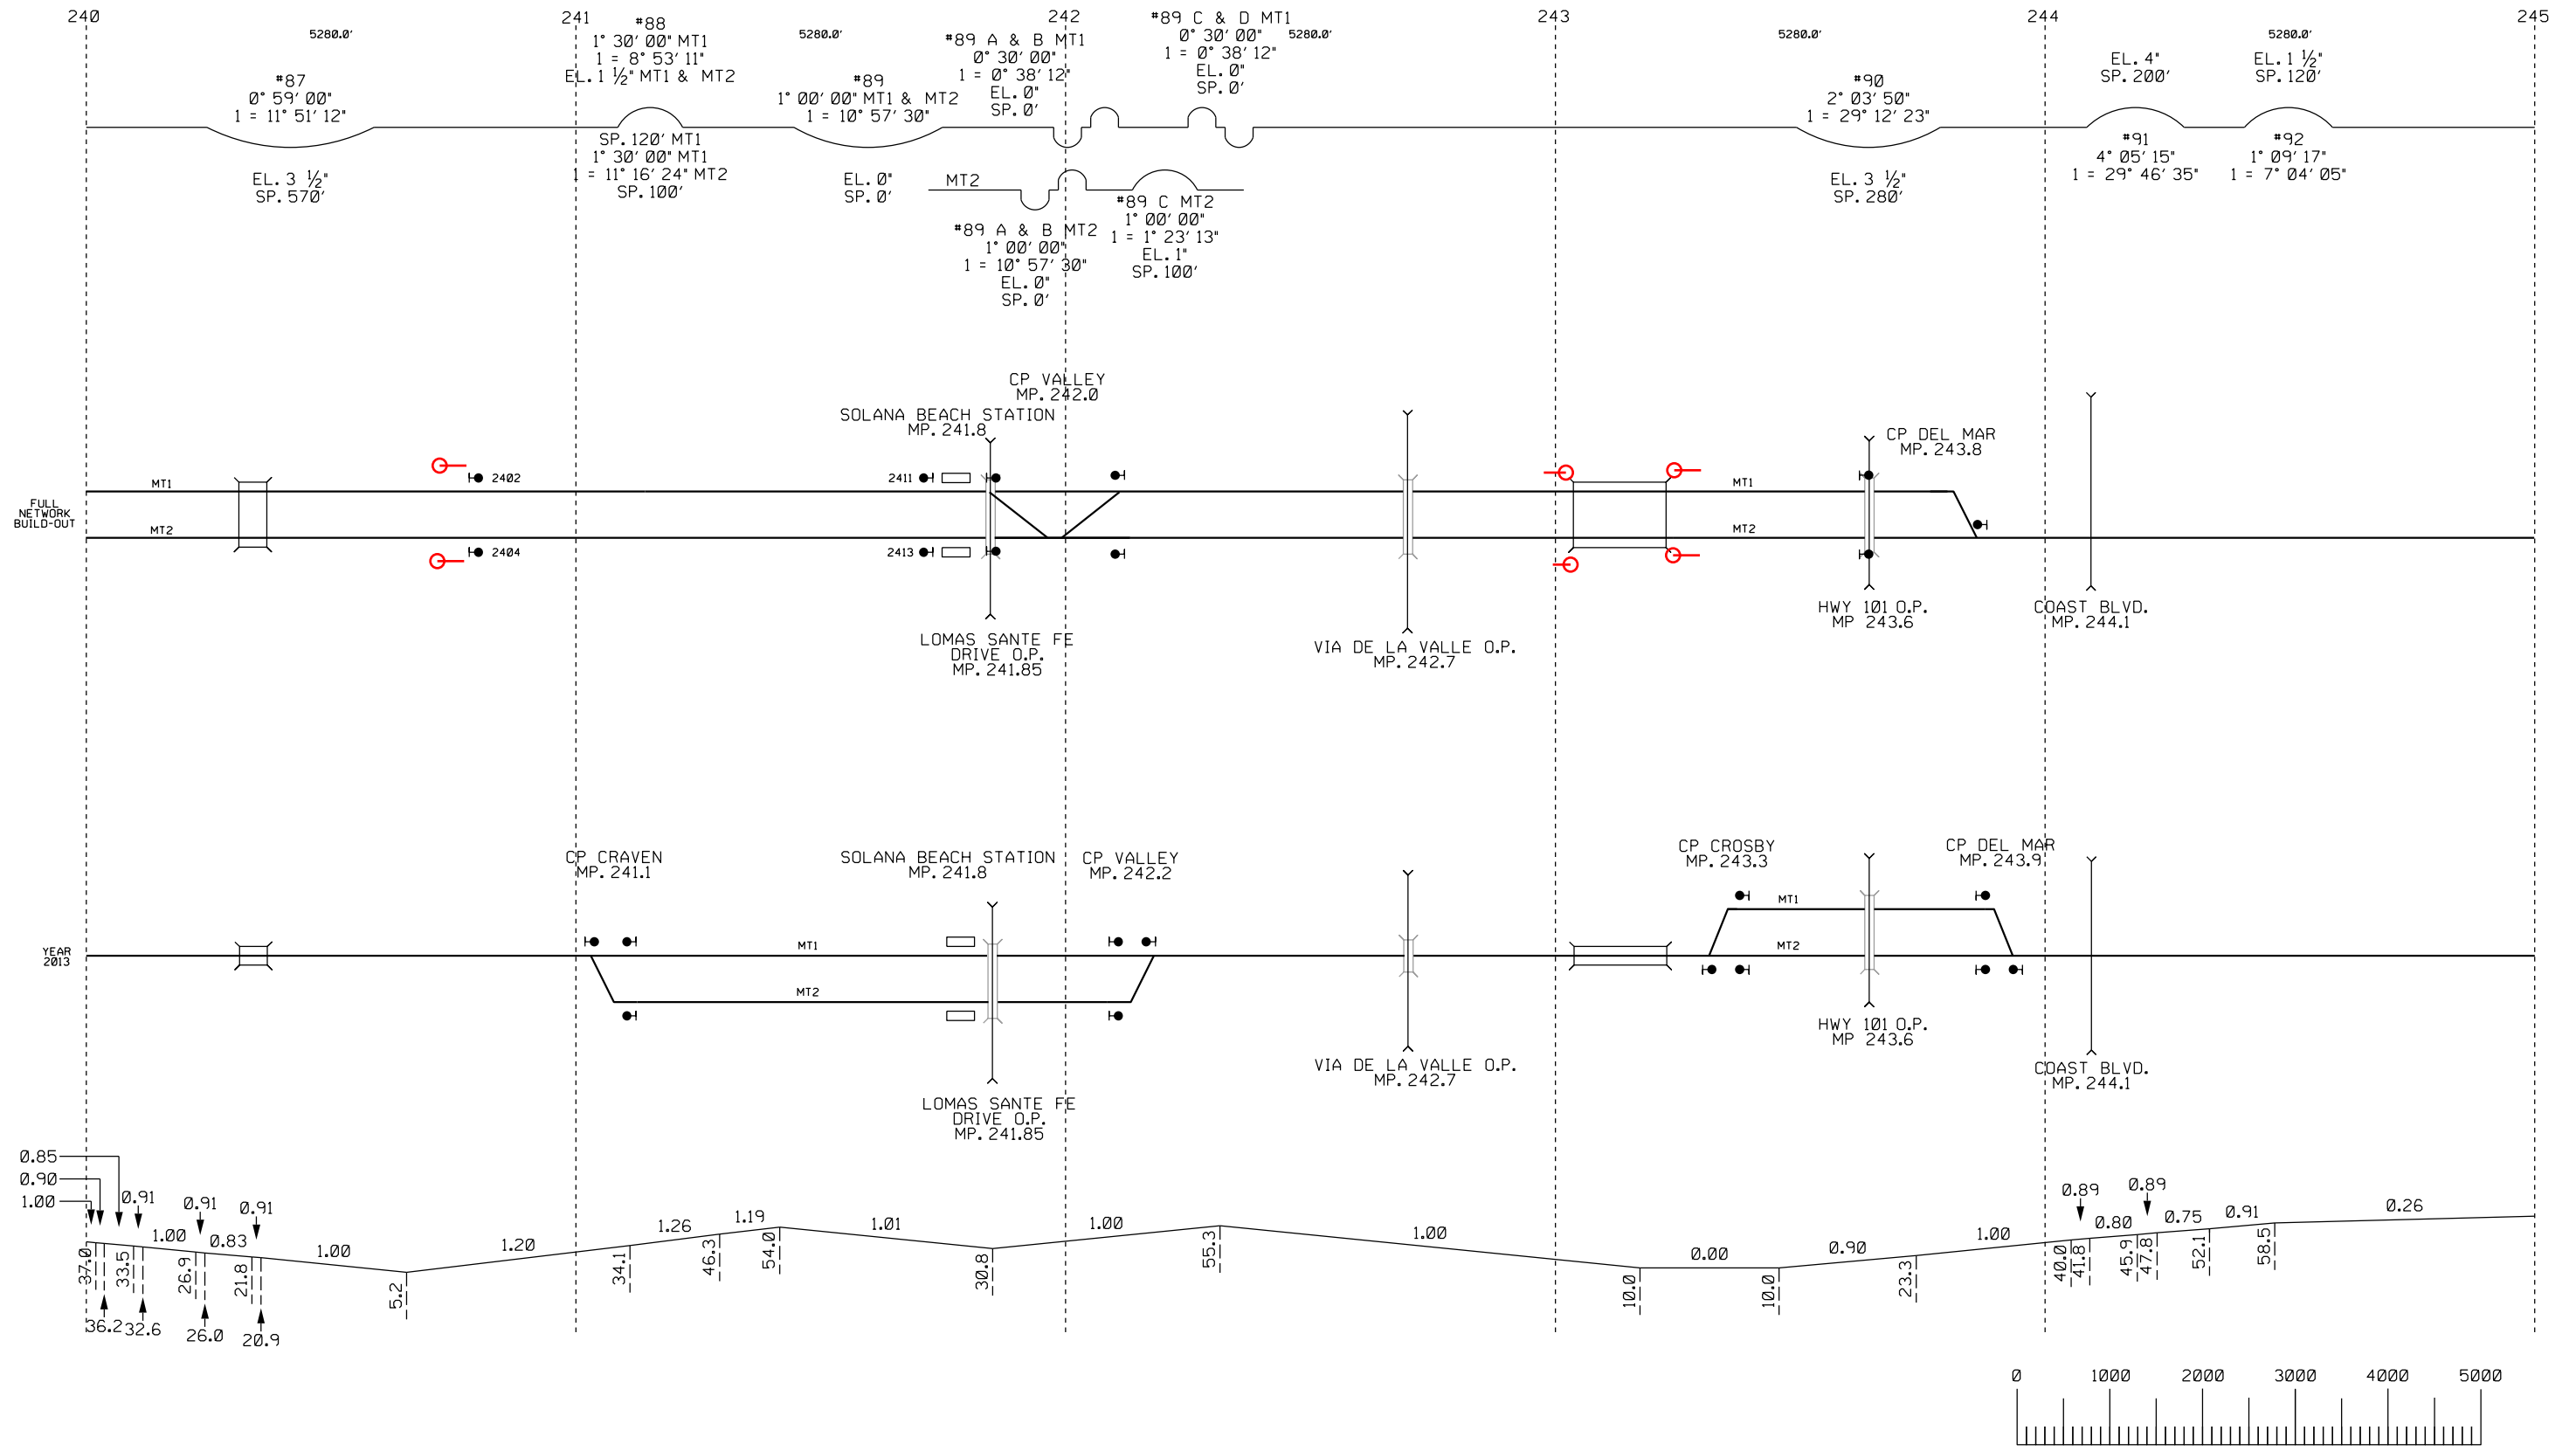 240
241
242
243
244
245
5280.0'
5280.0'
5280.0'
5280.0'
5280.0'
#87
0° 59' 00"
1 = 11° 51' 12"
EL. 3 ½"
SP. 570'
#88
1° 30' 00" MT1
1 = 8° 53' 11"
EL. 1 ½" MT1 & MT2
SP. 120' MT1
1° 30' 00" MT1
1 = 11° 16' 24" MT2
SP. 100'
#89
1° 00' 00" MT1 & MT2
1 = 10° 57' 30"
EL. 0"
SP. 0'
#89 A & B MT1
0° 30' 00"
1 = 0° 38' 12"
EL. 0"
SP. 0'
#89 C & D MT1
0° 30' 00"
1 = 0° 38' 12"
EL. 0"
SP. 0'
MT2
#89 A & B MT2
1° 00' 00"
1 = 10° 57' 30"
EL. 0"
SP. 0'
#89 C MT2
1° 00' 00"
1 = 1° 23' 13"
EL. 1"
SP. 100'
#90
2° 03' 50"
1 = 29° 12' 23"
EL. 3 ½"
SP. 280'
EL. 4"
SP. 200'
#91
4° 05' 15"
1 = 29° 46' 35"
EL. 1 ½"
SP. 120'
#92
1° 09' 17"
1 = 7° 04' 05"
FULL
NETWORK
BUILD-OUT
MT1
MT2
2402
2404
SOLANA BEACH STATION
MP. 241.8
2411
2413
CP VALLEY
MP. 242.0
LOMAS SANTE FE
DRIVE O.P.
MP. 241.85
VIA DE LA VALLE O.P.
MP. 242.7
MT1
MT2
CP DEL MAR
MP. 243.8
HWY 101 O.P.
MP 243.6
COAST BLVD.
MP. 244.1
YEAR
2013
CP CRAVEN
MP. 241.1
SOLANA BEACH STATION
MP. 241.8
CP VALLEY
MP. 242.2
MT1
MT2
LOMAS SANTE FE
DRIVE O.P.
MP. 241.85
VIA DE LA VALLE O.P.
MP. 242.7
CP CROSBY
MP. 243.3
CP DEL MAR
MP. 243.9
MT1
MT2
HWY 101 O.P.
MP 243.6
COAST BLVD.
MP. 244.1
0.85
0.90
1.00
0.91
1.00
0.91
0.83
0.91
1.00
1.20
1.26
1.19
1.01
1.00
1.00
0.00
0.90
1.00
0.89
0.80
0.89
0.75
0.91
0.26
37.0
36.2
33.5
32.6
26.9
26.0
21.8
20.9
5.2
34.1
46.3
54.0
30.8
55.3
10.0
10.0
23.3
40.0
41.8
45.9
47.8
52.1
58.5
0
1000
2000
3000
4000
5000